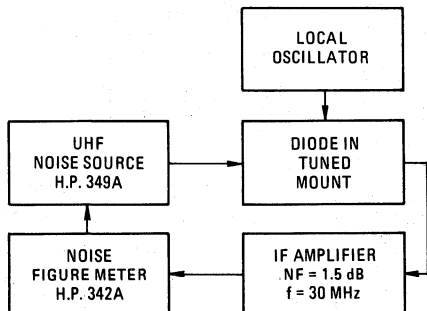 LOCAL
OSCILLATOR
UHF
NOISE SOURCE
H.P. 349A
DIODE IN
TUNED
MOUNT
NOISE
FIGURE METER
H.P. 342A
IF AMPLIFIER
NF = 1.5 dB
f = 30 MHz